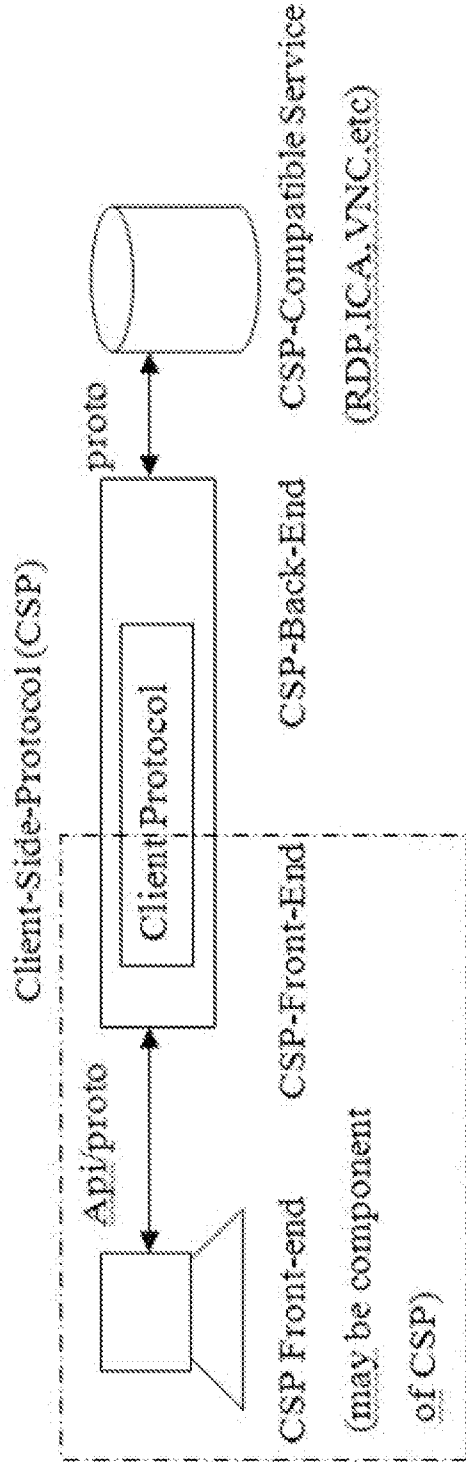 Client-Side-Protocol (CSP)
Api/proto
proto
Client Protocol
CSP Front-end
(may be component
of CSP)
CSP-Front-End
CSP-Back-End
CSP-Compatible Service
(RDP.ICA.VNC.etc)